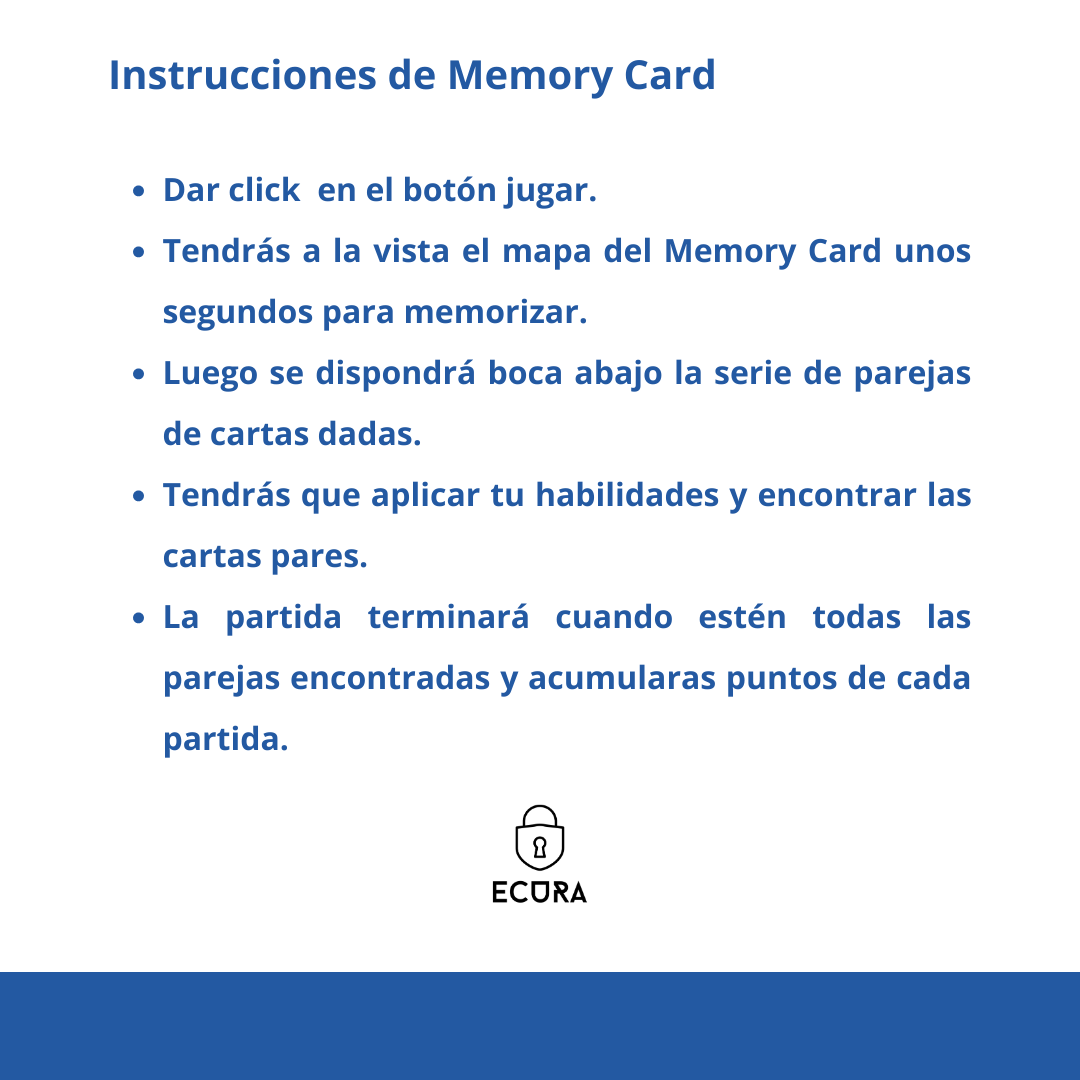 Instrucciones de Memory Card
• Dar click  en el botón jugar.
• Tendrás a la vista el mapa del Memory Card unos
segundos para memorizar.
• Luego se dispondrá boca abajo la serie de parejas
de cartas dadas.
• Tendrás que aplicar tu habilidades y encontrar las
cartas pares.
• La partida terminará cuando estén todas las
parejas encontradas y acumularas puntos de cada
partida.
ECURA